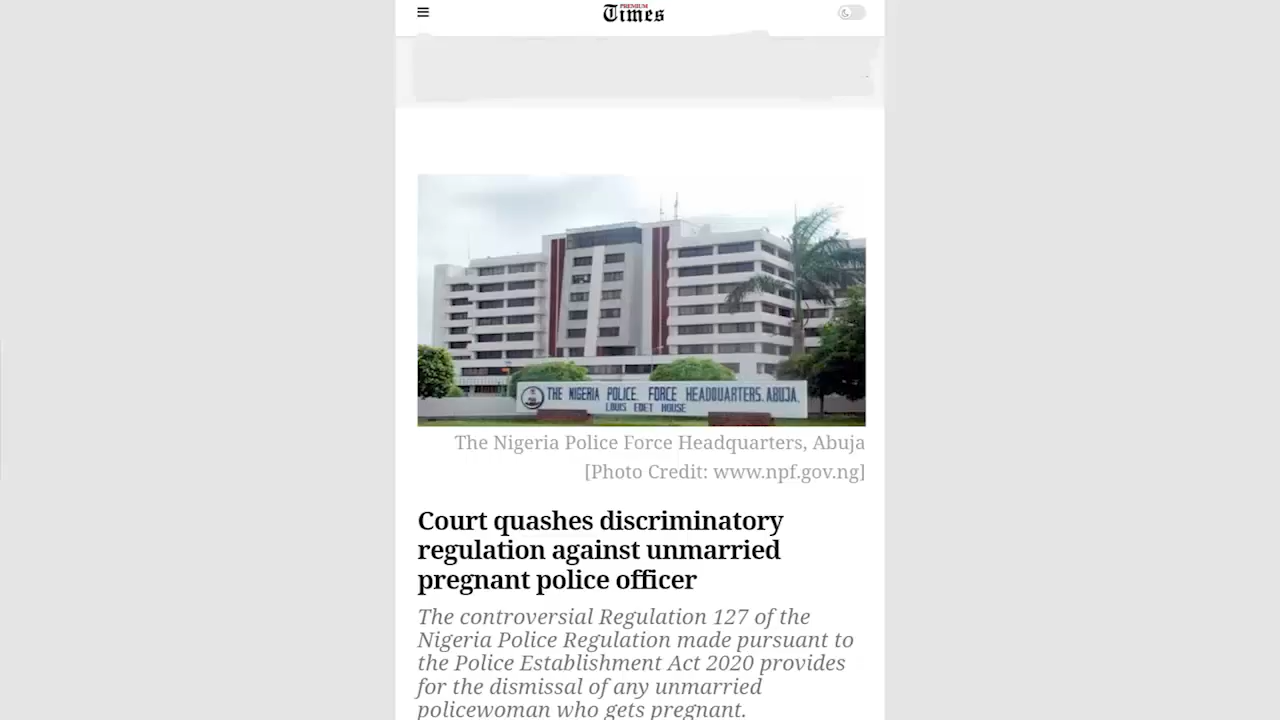 PREMIUM
Times
THE NIGERIA POLICE. FORCE HEADQUARTERS. ABUJA.
LOUIS EDET HOUSE
The Nigeria Police Force Headquarters, Abuja
[Photo Credit: www.npf.gov.ng]
Court quashes discriminatory
regulation against unmarried
pregnant police officer
The controversial Regulation 127 of the
Nigeria Police Regulation made pursuant to
the Police Establishment Act 2020 provides
for the dismissal of any unmarried
policewoman who gets pregnant.